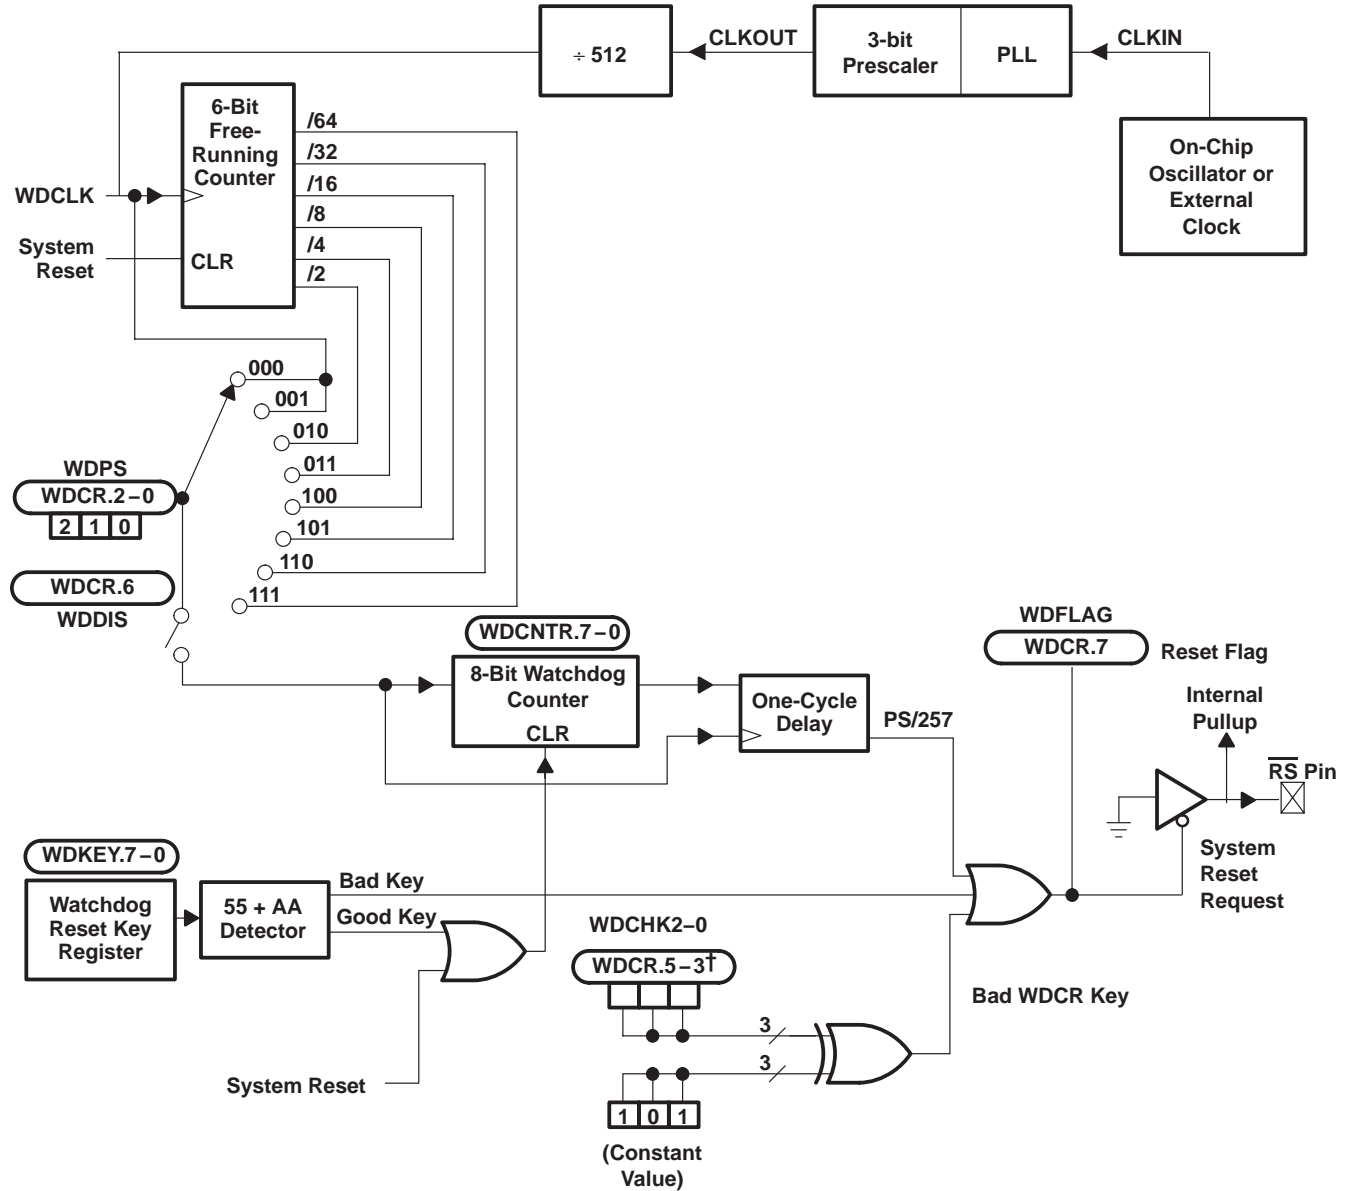 ÷ 512
CLKOUT
3-bit
Prescaler
PLL
CLKIN
On-Chip
Oscillator or
External
Clock
6-Bit
Free-
Running
Counter
CLR
/64
/32
/16
/8
/4
/2
WDCLK
System
Reset
000
001
010
011
100
101
110
111
WDPS
WDCR.2–0
2 1 0
WDCR.6
WDDIS
WDCNTR.7–0
8-Bit Watchdog
Counter
CLR
One-Cycle
Delay
PS/257
WDFLAG
WDCR.7
Reset Flag
Internal
Pullup
RS Pin
System
Reset
Request
WDKEY.7–0
Watchdog
Reset Key
Register
55 + AA
Detector
Bad Key
Good Key
System Reset
WDCHK2–0
WDCR.5–3†
3
3
1 0 1
(Constant
Value)
Bad WDCR Key